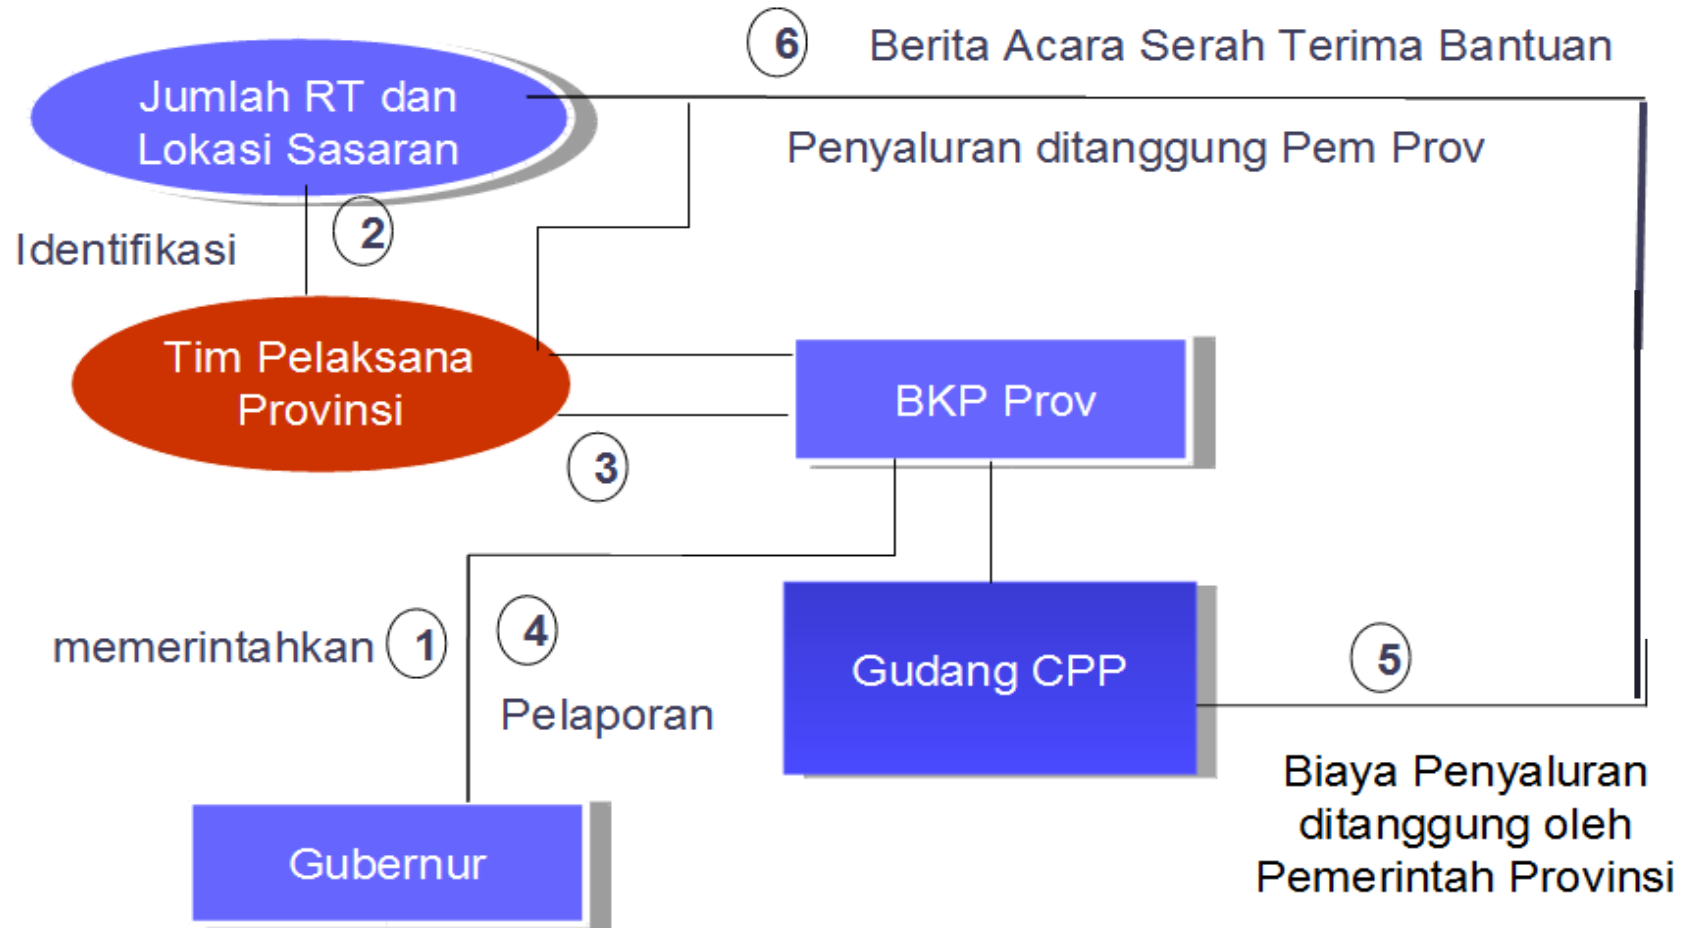 6 Berita Acara Serah Terima Bantuan
Jumlah RT dan
Lokasi Sasaran
Penyaluran ditanggung Pem Prov
Identifikasi
2
Tim Pelaksana
Provinsi
BKP Prov
3
memerintahkan 1
4
Pelaporan
Gudang CPP
5
Biaya Penyaluran
ditanggung oleh
Pemerintah Provinsi
Gubernur